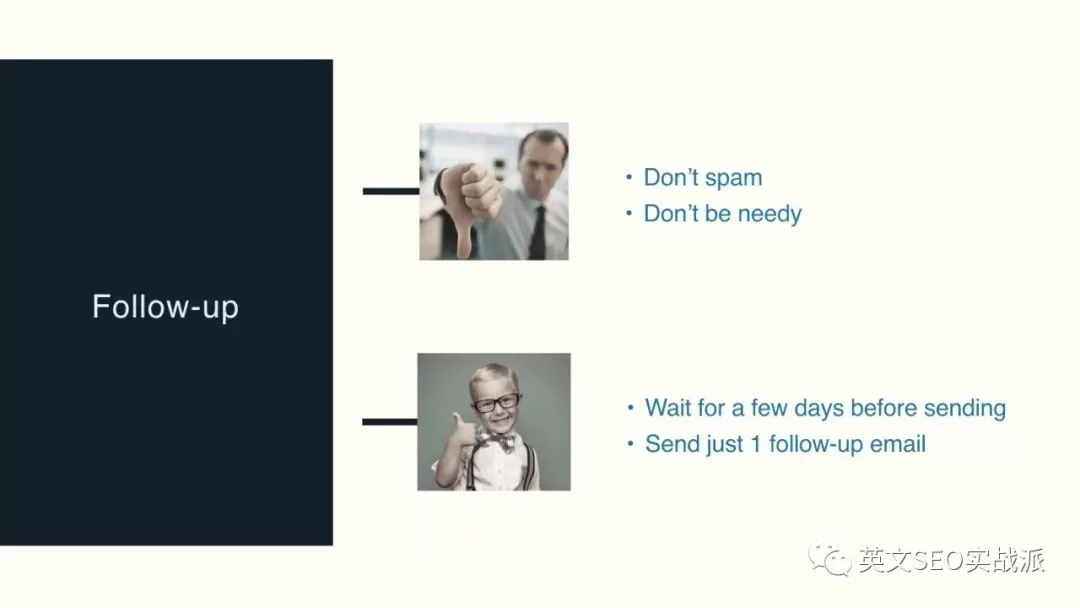 Follow-up
• Don’t spam
• Don’t be needy
• Wait for a few days before sending
• Send just 1 follow-up email
英文SEO实战派